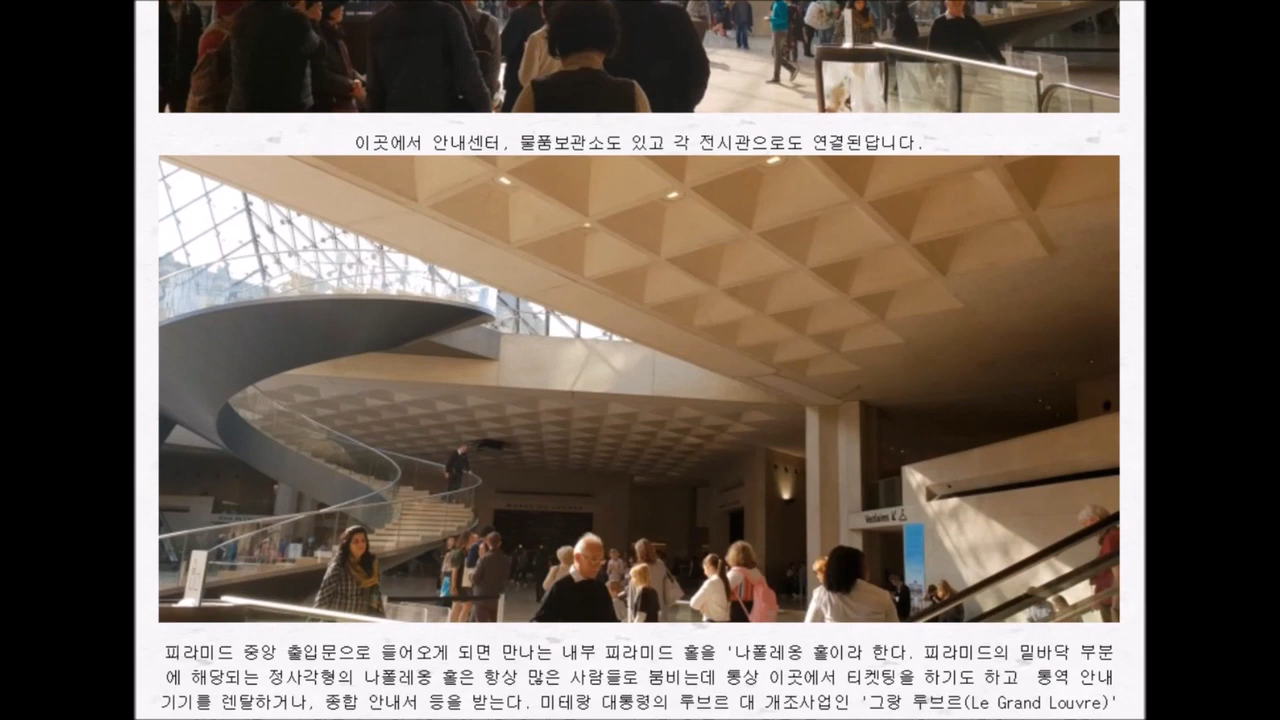 이곳에서 안내센터, 물품보관소도 있고 각 전시관으로도 연결된답니다.
Vestiaires
피라미드 중앙 출입문으로 들어오게 되면 만나는 내부 피라미드 홀을 '나폴레옹 홀이라 한다. 피라미드의 밑바닥 부분
에 해당되는 정사각형의 나폴레옹 홀은 항상 많은 사람들로 붐비는데 통상 이곳에서 티켓팅을 하기도 하고 통역 안내
기기를 렌탈하거나, 종합 안내서 등을 받는다. 미테랑 대통령의 루브르 대 개조사업인 '그랑 루브르(Le Grand Louvre)'